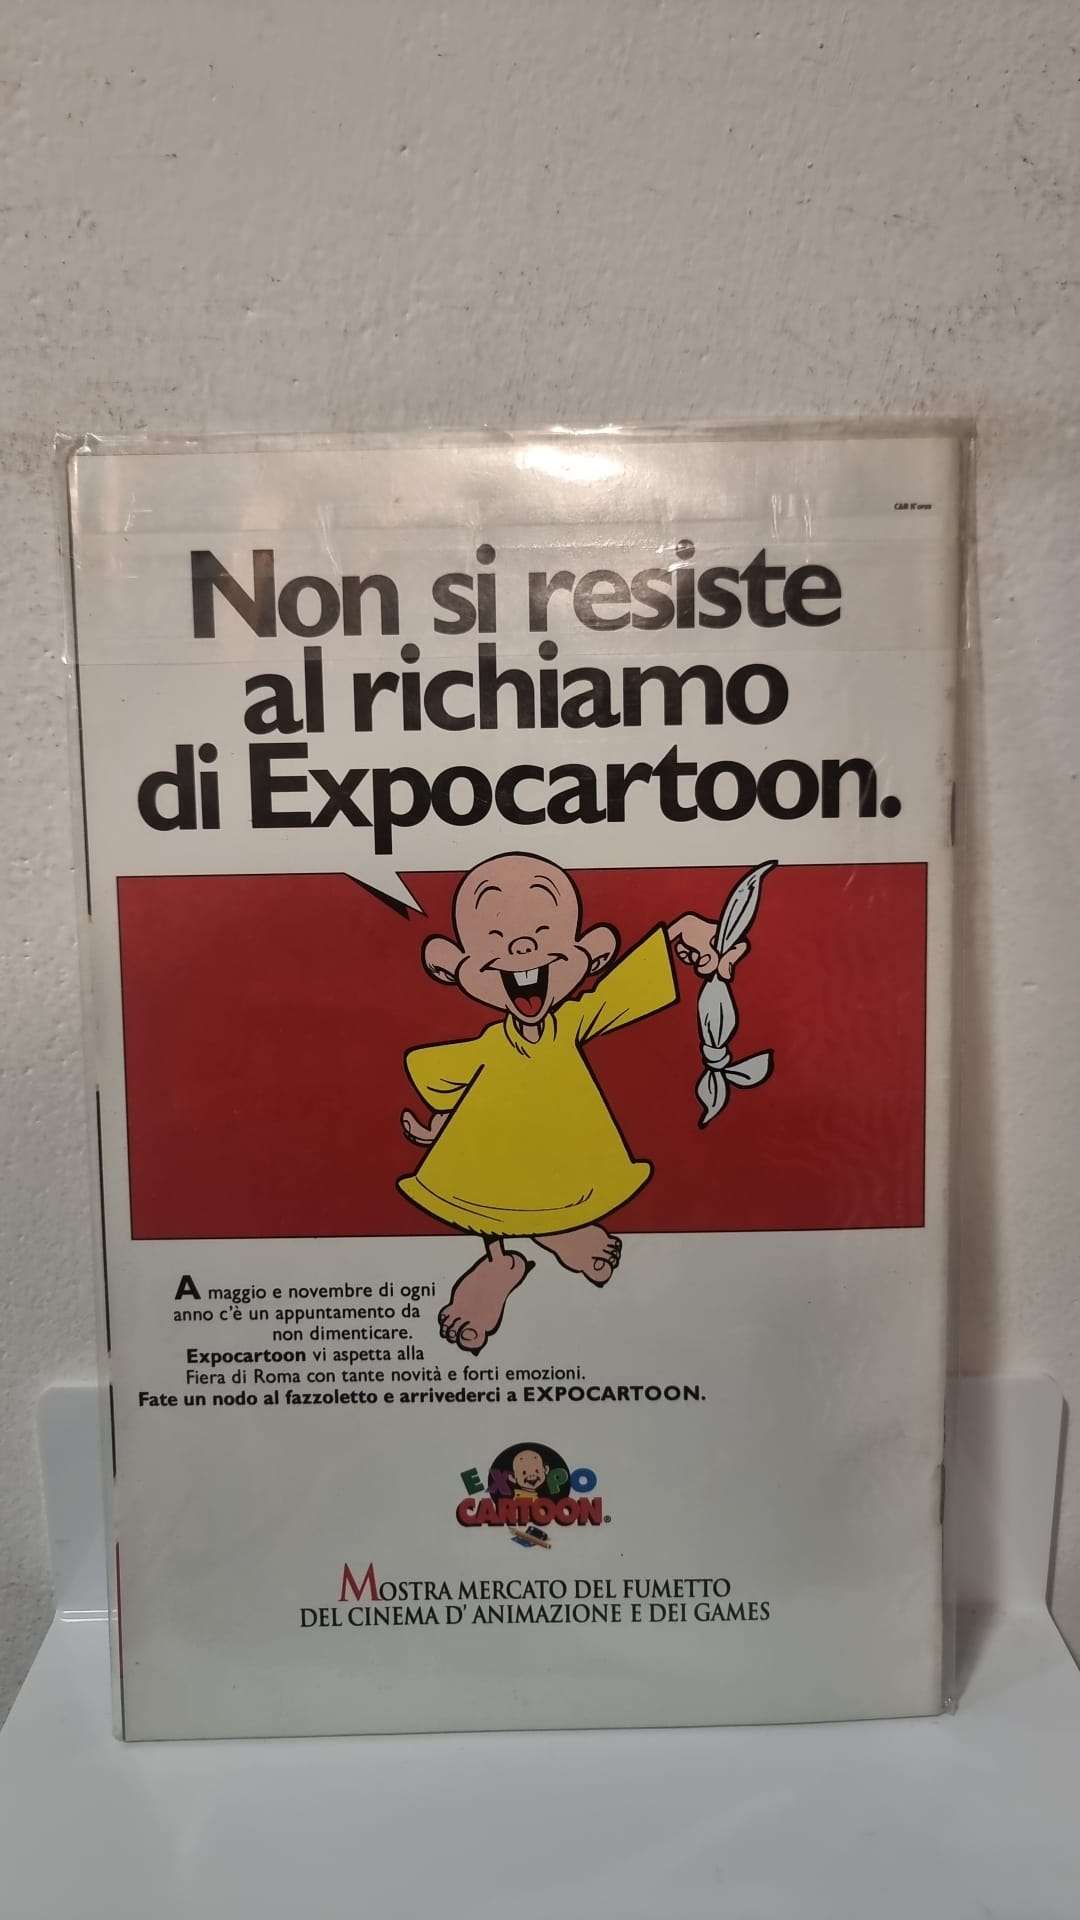 Non si resiste
al richiamo
di Expocartoon.
A maggio e novembre di ogni
anno c'è un appuntamento da
non dimenticare.
Expocartoon vi aspetta alla
Fiera di Roma con tante novità e forti emozioni.
Fate un nodo al fazzoletto e arrivederci a EXPOCARTOON.
EXPO
CARTOON®
MOSTRA MERCATO DEL FUMETTO
DEL CINEMA D' ANIMAZIONE E DEI GAMES